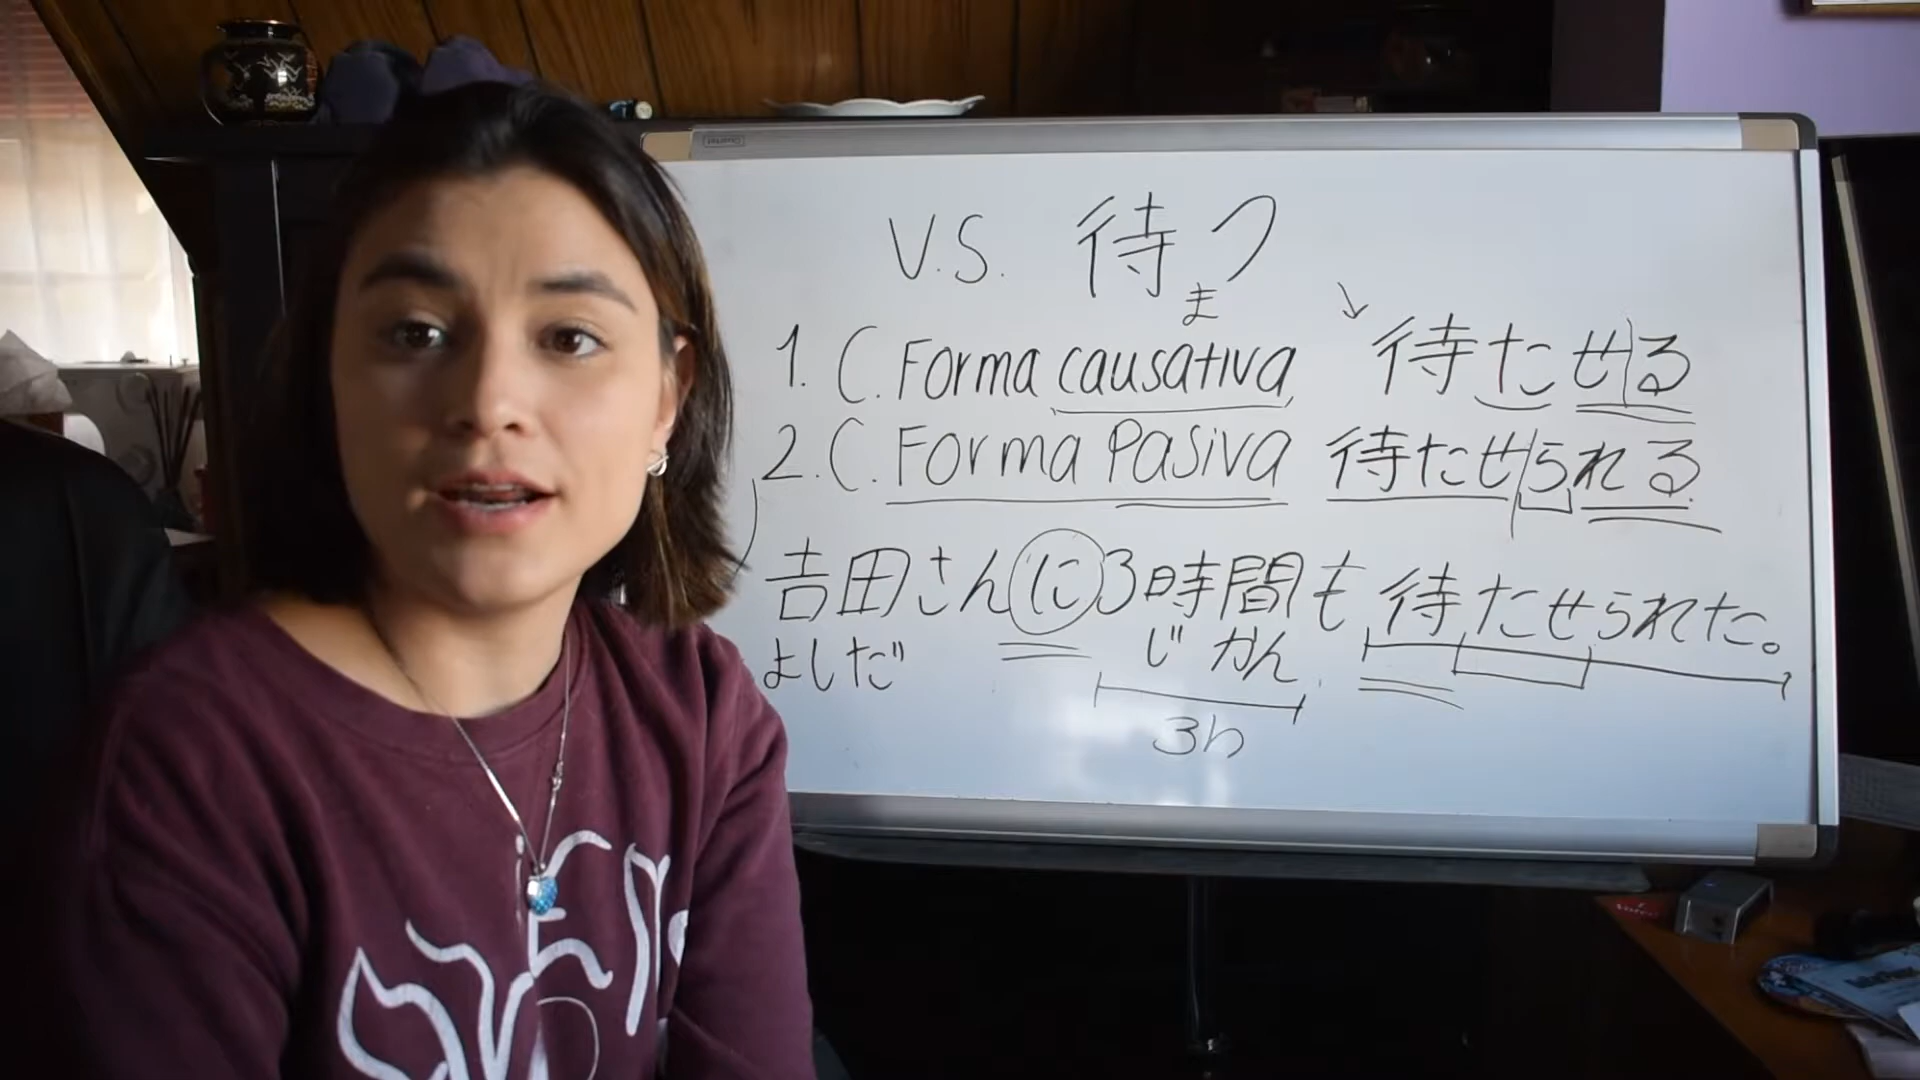 V.S. 待つ
ま
1. C. Forma causativa 待たせる
2. C. Forma Pasiva 待たせられる
吉田さんに3時間も待たせられた。
よしだ じかん
3h